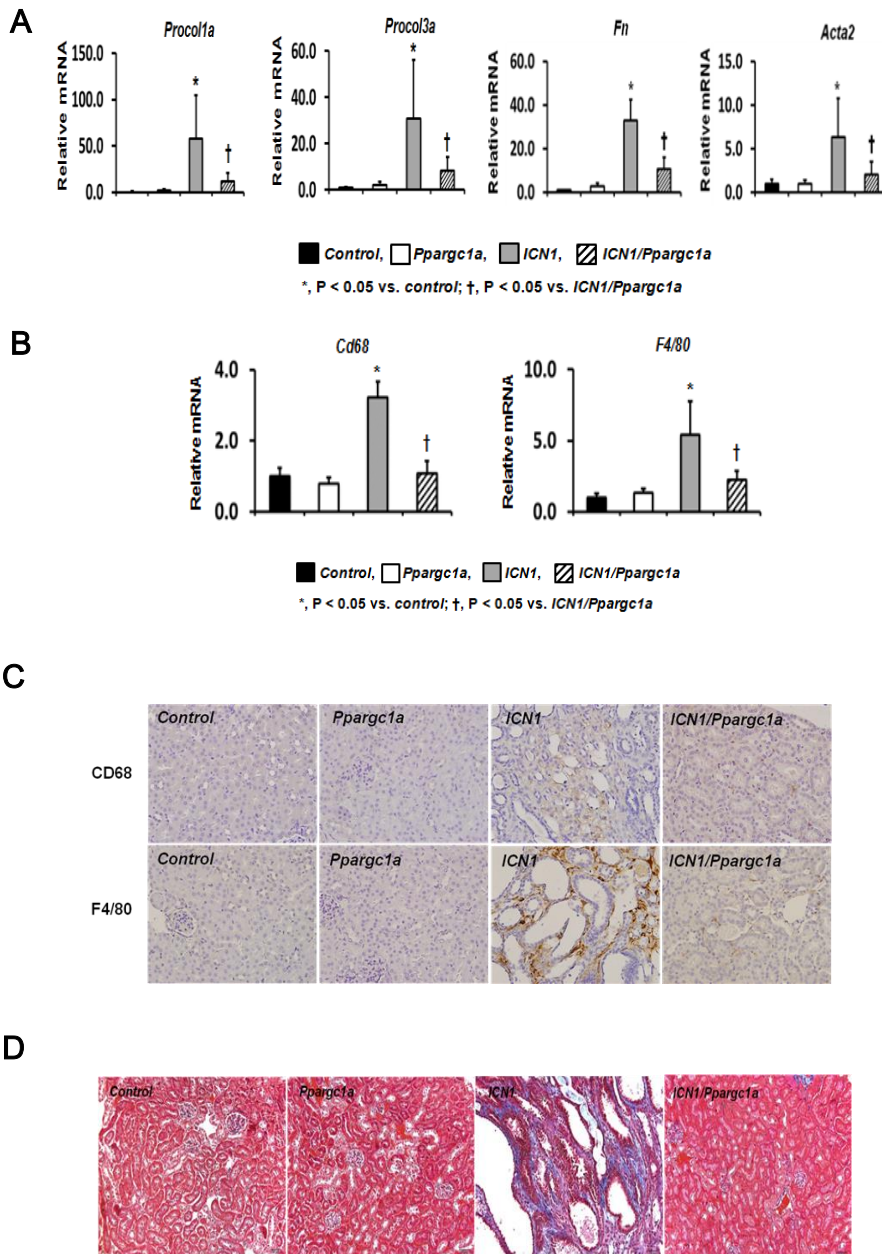 A
Procol1a
Relative mRNA
150.0
100.0
50.0
0.0
*
†
Procol3a
Relative mRNA
60.0
40.0
20.0
0.0
*
†
Fn
Relative mRNA
60.0
40.0
20.0
0.0
*
†
Acta2
Relative mRNA
15.0
10.0
5.0
0.0
*
†
Control, Ppargc1a, ICN1, ICN1/Ppargc1a
*, P < 0.05 vs. control; †, P < 0.05 vs. ICN1/Ppargc1a
B
Cd68
Relative mRNA
4.0
2.0
0.0
*
†
F4/80
Relative mRNA
10.0
5.0
0.0
*
†
Control, Ppargc1a, ICN1, ICN1/Ppargc1a
*, P < 0.05 vs. control; †, P < 0.05 vs. ICN1/Ppargc1a
C
CD68
Control
Ppargc1a
ICN1
ICN1/Ppargc1a
F4/80
Control
Ppargc1a
ICN1
ICN1/Ppargc1a
D
Control
Ppargc1a
ICN1
ICN1/Ppargc1a